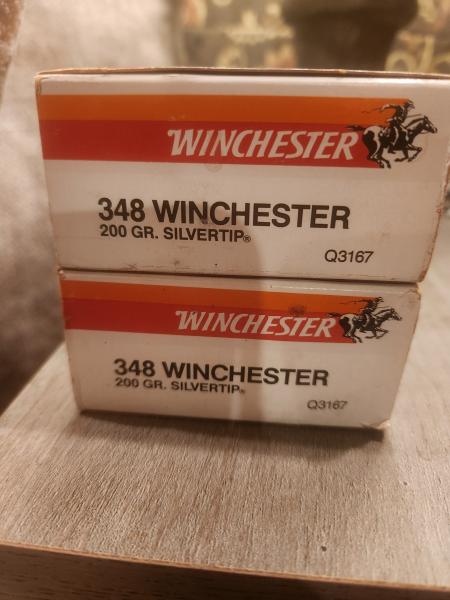 WINCHESTER
348 WINCHESTER
200 GR. SILVERTIP®
Q3167
WINCHESTER
348 WINCHESTER
200 GR. SILVERTIP®
Q3167